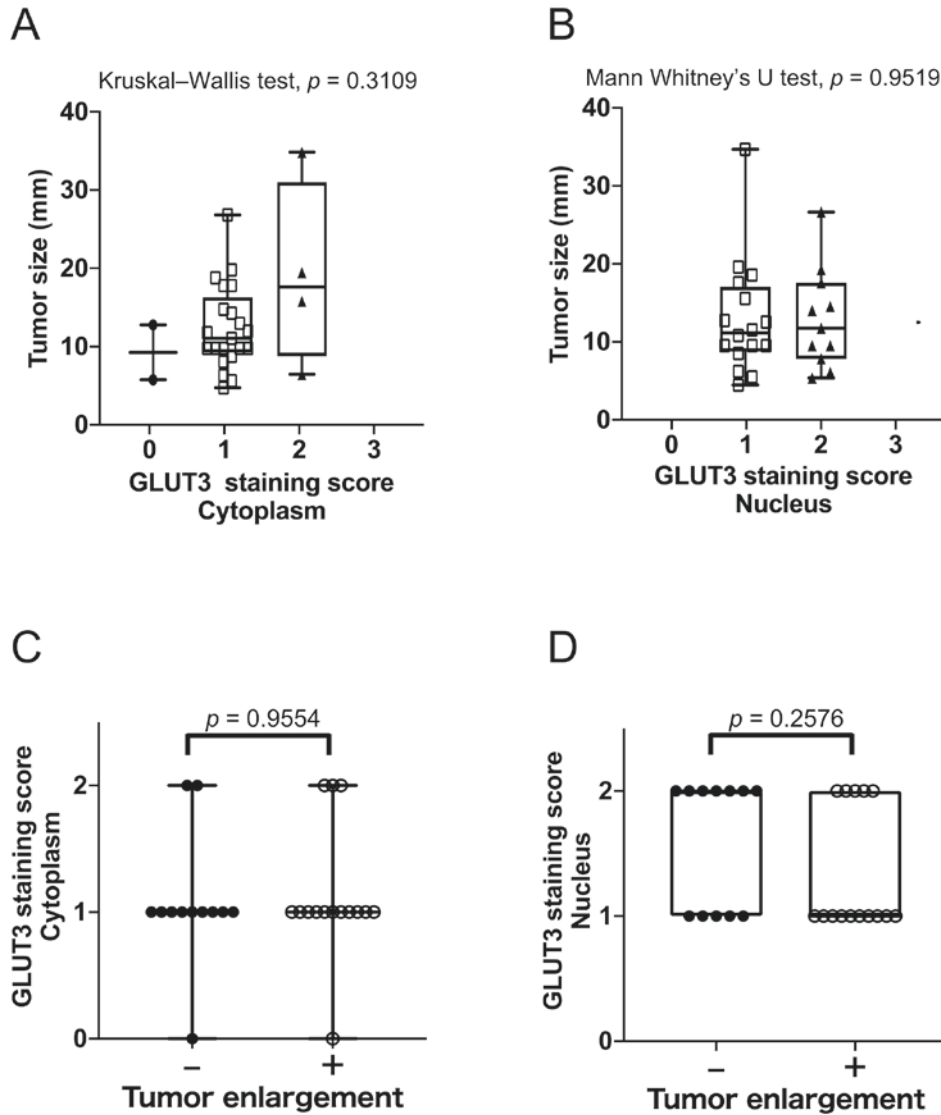 A
Kruskal–Wallis test, p = 0.3109
40
30
20
10
0
Tumor size (mm)
0 1 2 3
GLUT3 staining score
Cytoplasm
B
Mann Whitney's U test, p = 0.9519
40
30
20
10
0
Tumor size (mm)
0 1 2 3
GLUT3 staining score
Nucleus
C
p = 0.9554
2
1
0
GLUT3 staining score
Cytoplasm
− +
Tumor enlargement
D
p = 0.2576
2
1
0
GLUT3 staining score
Nucleus
− +
Tumor enlargement